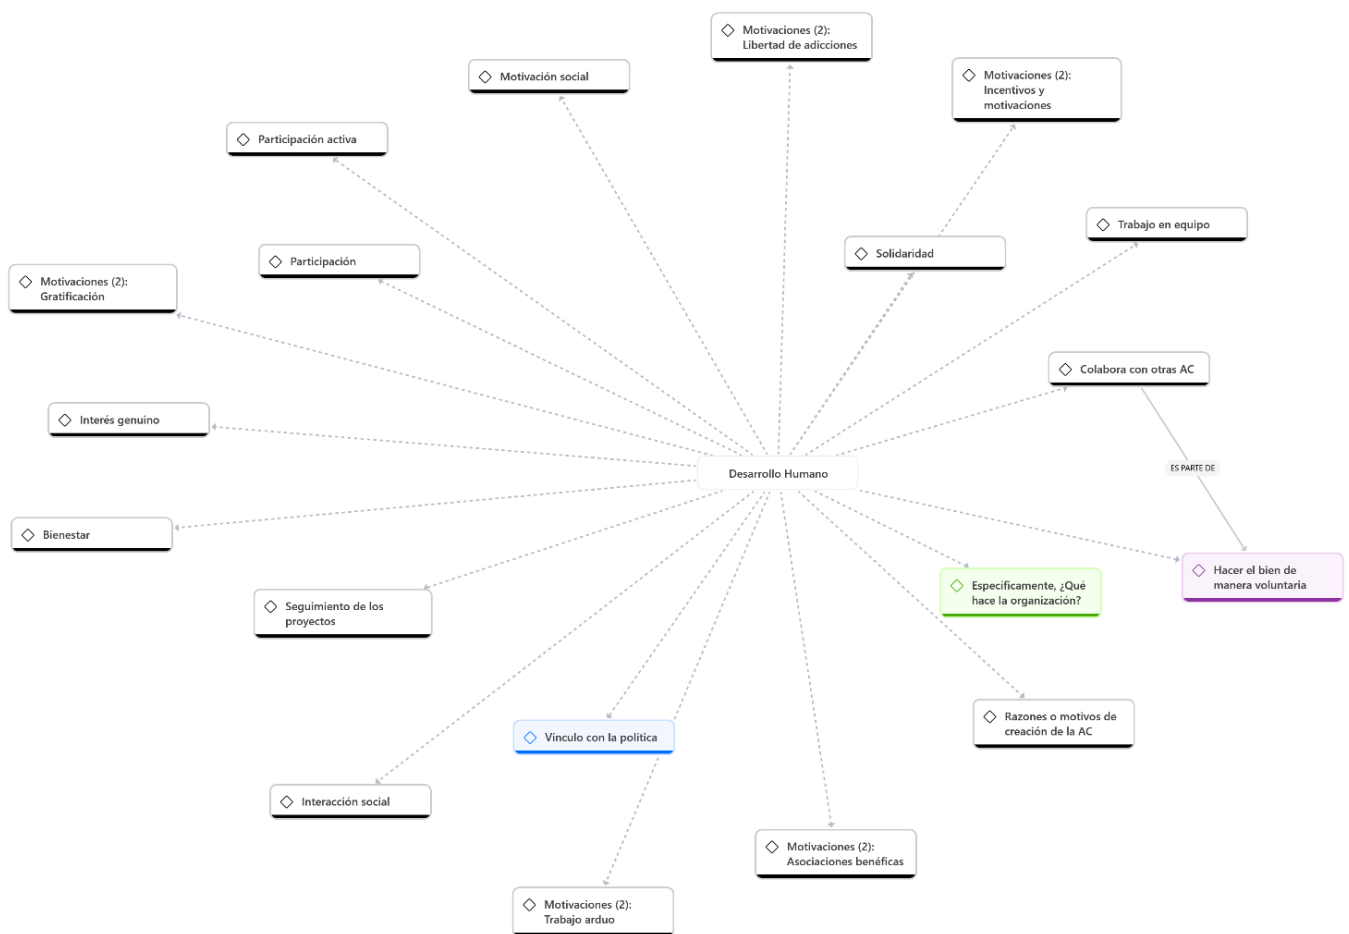 Motivaciones (2):
Libertad de adicciones
Motivación social
Motivaciones (2):
Incentivos y
motivaciones
Participación activa
Trabajo en equipo
Solidaridad
Participación
Motivaciones (2):
Gratificación
Colabora con otras AC
Interés genuino
ES PARTE DE
Desarrollo Humano
Bienestar
Hacer el bien de
manera voluntaria
Específicamente, ¿Qué
hace la organización?
Seguimiento de los
proyectos
Razones o motivos de
creación de la AC
Vínculo con la política
Interacción social
Motivaciones (2):
Asociaciones benéficas
Motivaciones (2):
Trabajo arduo